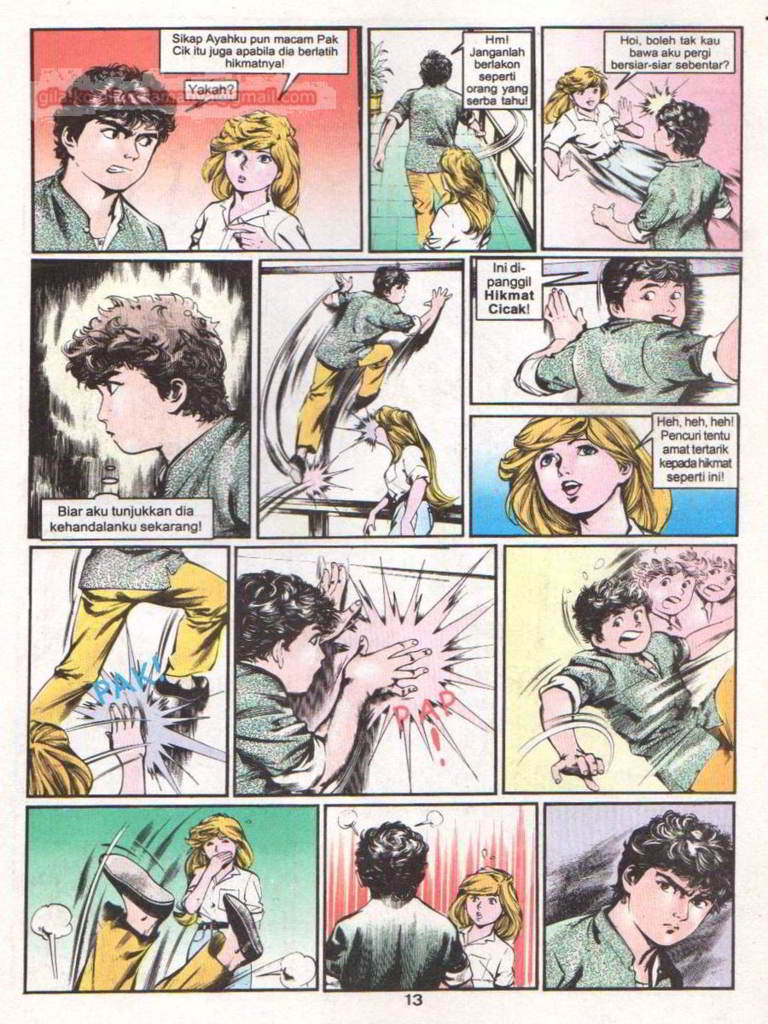 Sikap Ayahku pun macam Pak
Cik itu juga apabila dia berlatih
hikmatnya!
Yakah?
Hm!
Janganlah
berlakon
seperti
orang yang
serba tahu!
Hoi, boleh tak kau
bawa aku pergi
bersiar-siar sebentar?
Biar aku tunjukkan dia
kehandalanku sekarang!
Ini di-
panggil
Hikmat
Cicak!
Heh, heh, heh!
Pencuri tentu
amat tertarik
kepada hikmat
seperti ini!
PAK!
PAP!
13